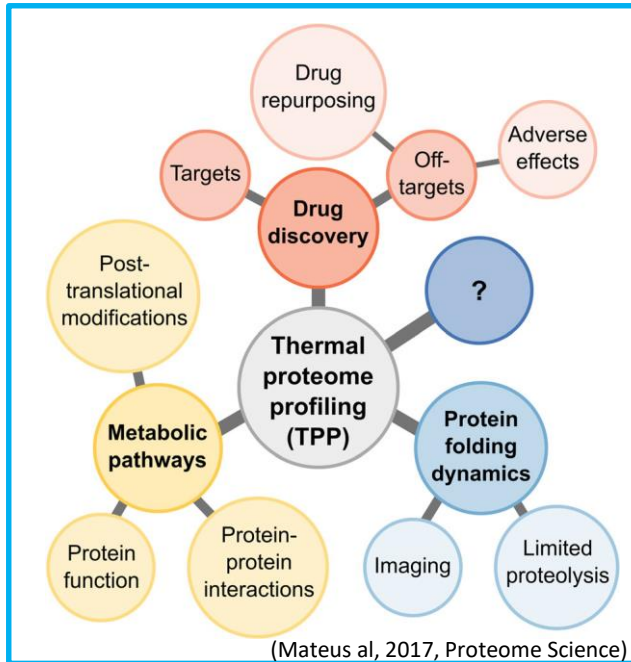 Drug
repurposing
Adverse
effects
Off-
targets
Targets
Drug
discovery
Post-
translational
modifications
?
Thermal
proteome
profiling
(TPP)
Metabolic
pathways
Protein
folding
dynamics
Protein
function
Protein-
protein
interactions
Imaging
Limited
proteolysis
(Mateus al, 2017, Proteome Science)